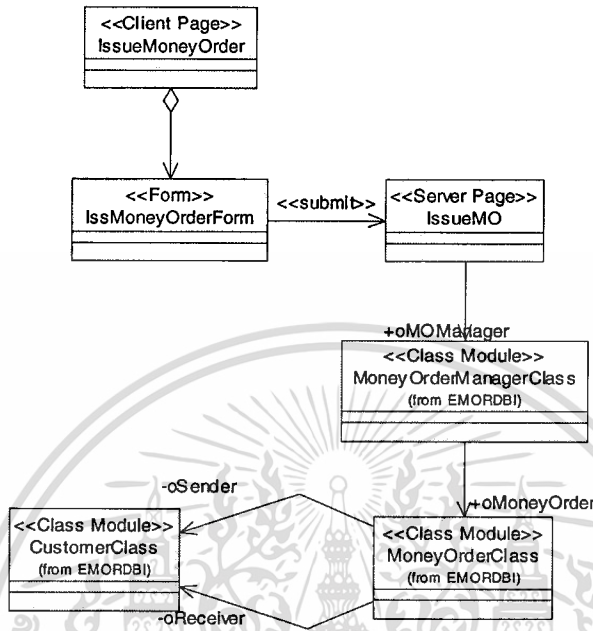 <<Client Page>>
IssueMoneyOrder
<<Form>>
IssMoneyOrderForm
<<submit>>
<<Server Page>>
IssueMO
+oMOManager
<<Class Module>>
MoneyOrderManagerClass
(from EMORDBI)
-oSender
+oMoneyOrder
<<Class Module>>
CustomerClass
(from EMORDBI)
<<Class Module>>
MoneyOrderClass
(from EMORDBI)
-oReceiver